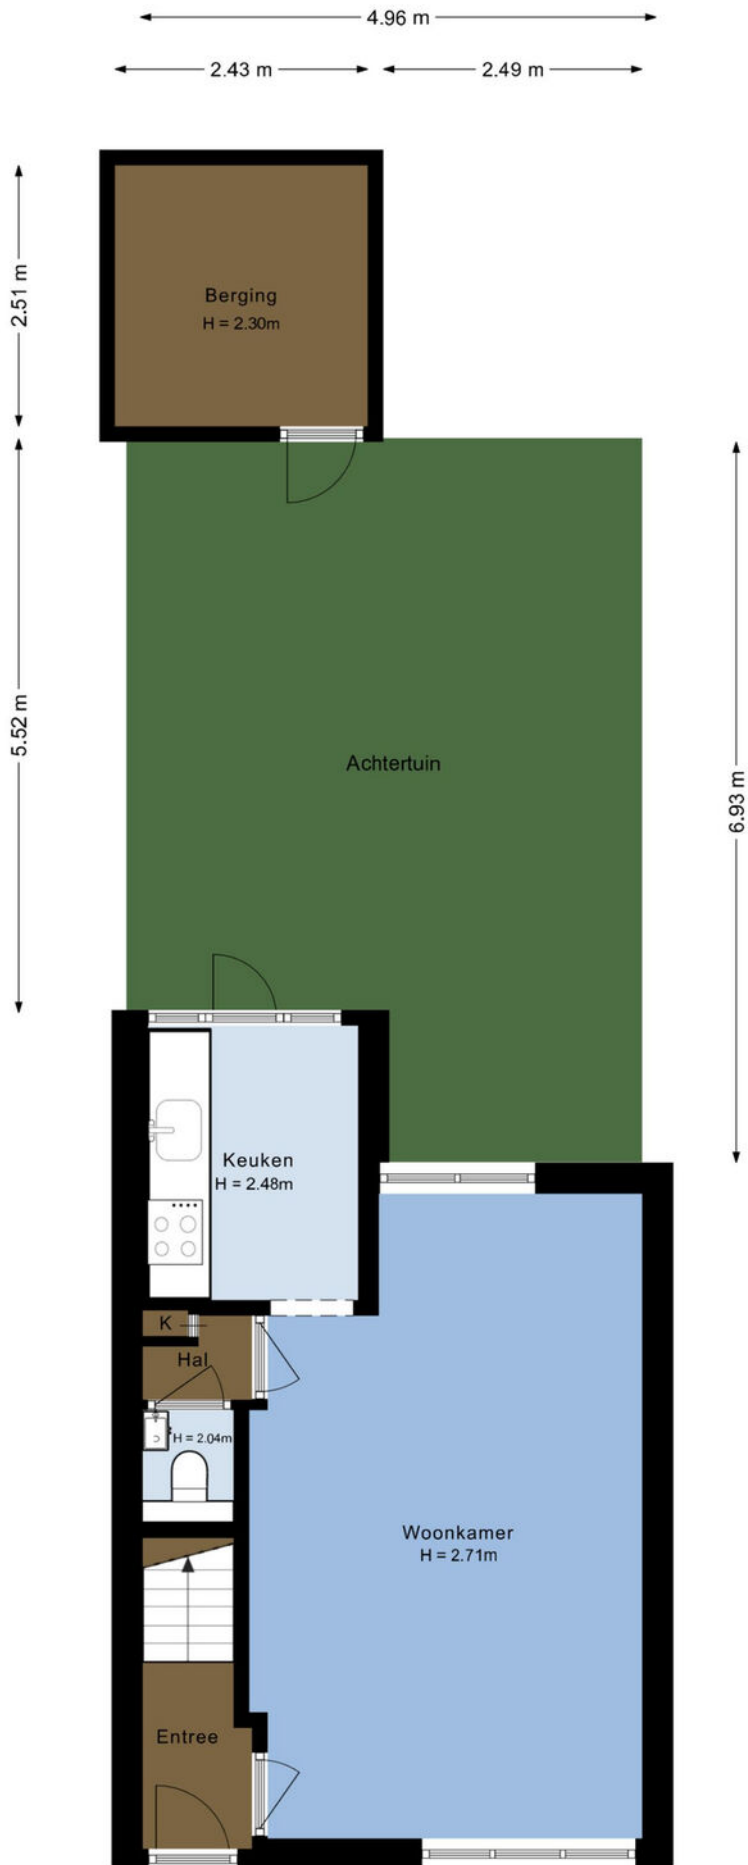 4.96 m
2.43 m
2.49 m
2.51 m
Berging
H = 2.30m
5.52 m
Achtertuin
6.93 m
Keuken
H = 2.48m
K
Hal
H = 2.04m
Woonkamer
H = 2.71m
Entree